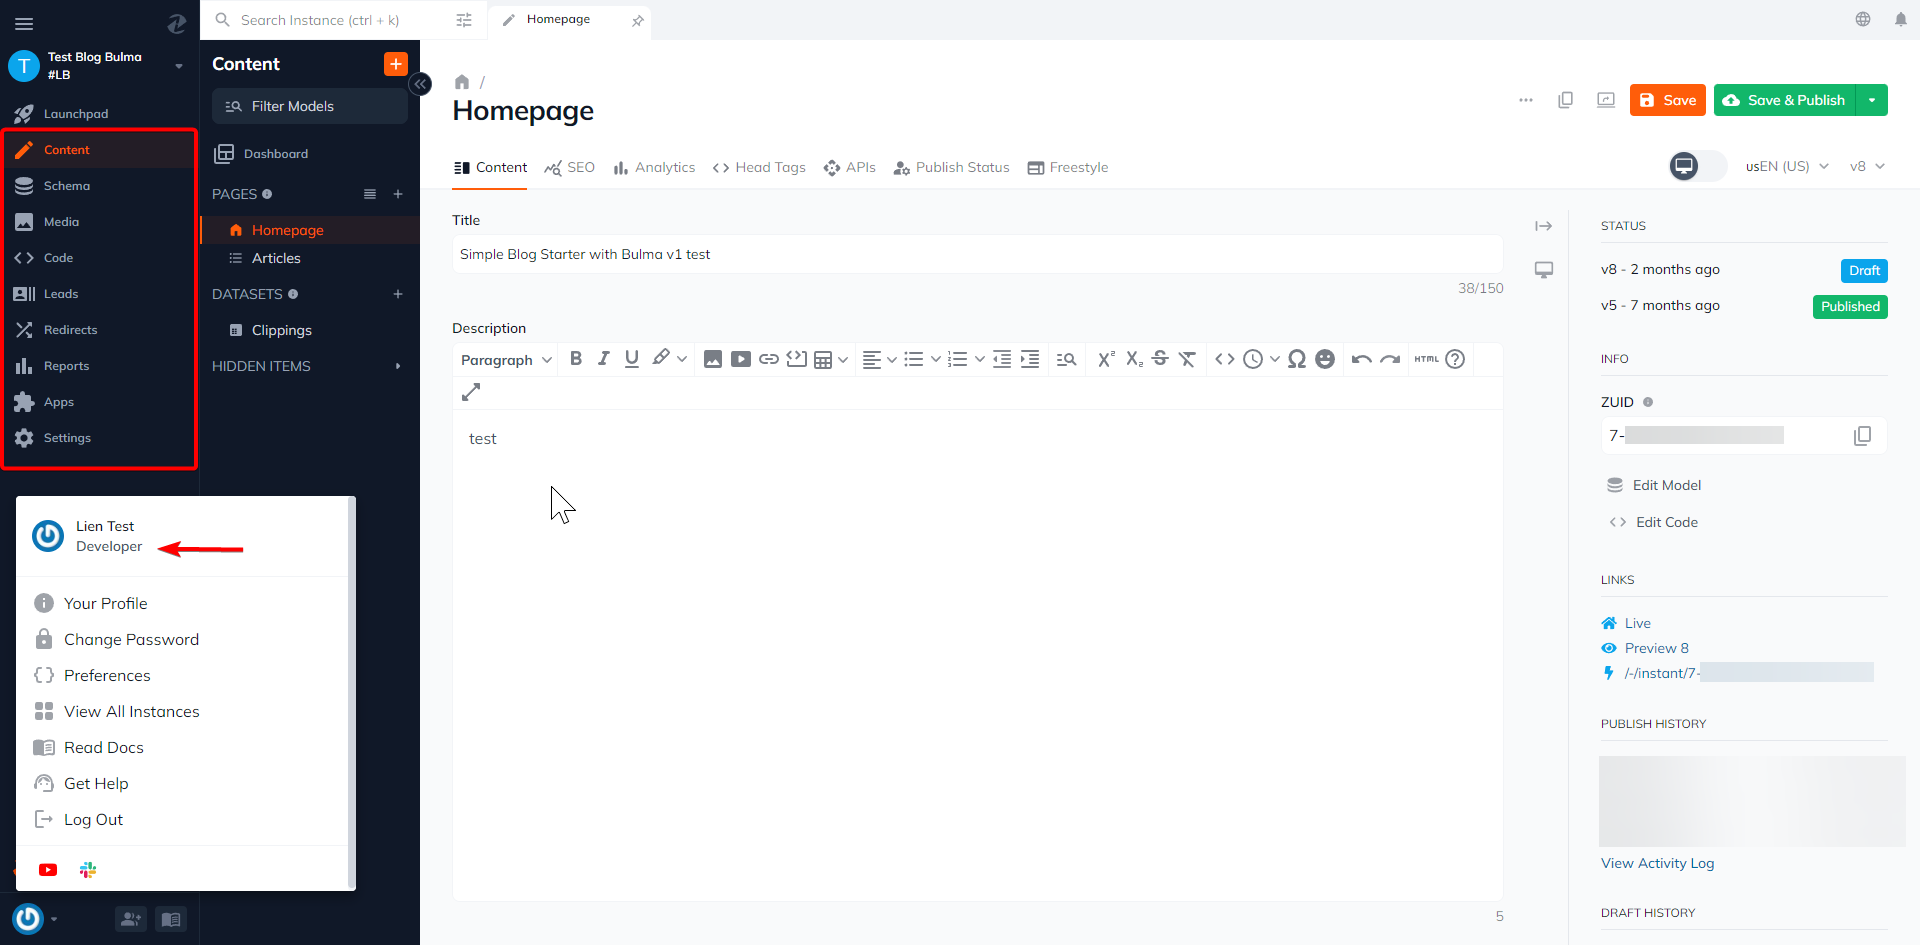 Search Instance (ctrl + k)
Homepage
Test Blog Bulma
#LB
Launchpad
Content
Schema
Media
Code
Leads
Redirects
Reports
Apps
Settings
Content
Filter Models
Dashboard
PAGES
Homepage
Articles
DATASETS
Clippings
HIDDEN ITEMS
Lien Test
Developer
Your Profile
Change Password
Preferences
View All Instances
Read Docs
Get Help
Log Out
/
Homepage
Save
Save & Publish
Content
SEO
Analytics
Head Tags
APIs
Publish Status
Freestyle
usEN (US)
v8
Title
Simple Blog Starter with Bulma v1 test
38/150
Description
Paragraph
HTML
test
5
STATUS
v8 - 2 months ago
Draft
v5 - 7 months ago
Published
INFO
ZUID
7-
Edit Model
Edit Code
LINKS
Live
Preview 8
/-/instant/7-
PUBLISH HISTORY
View Activity Log
DRAFT HISTORY